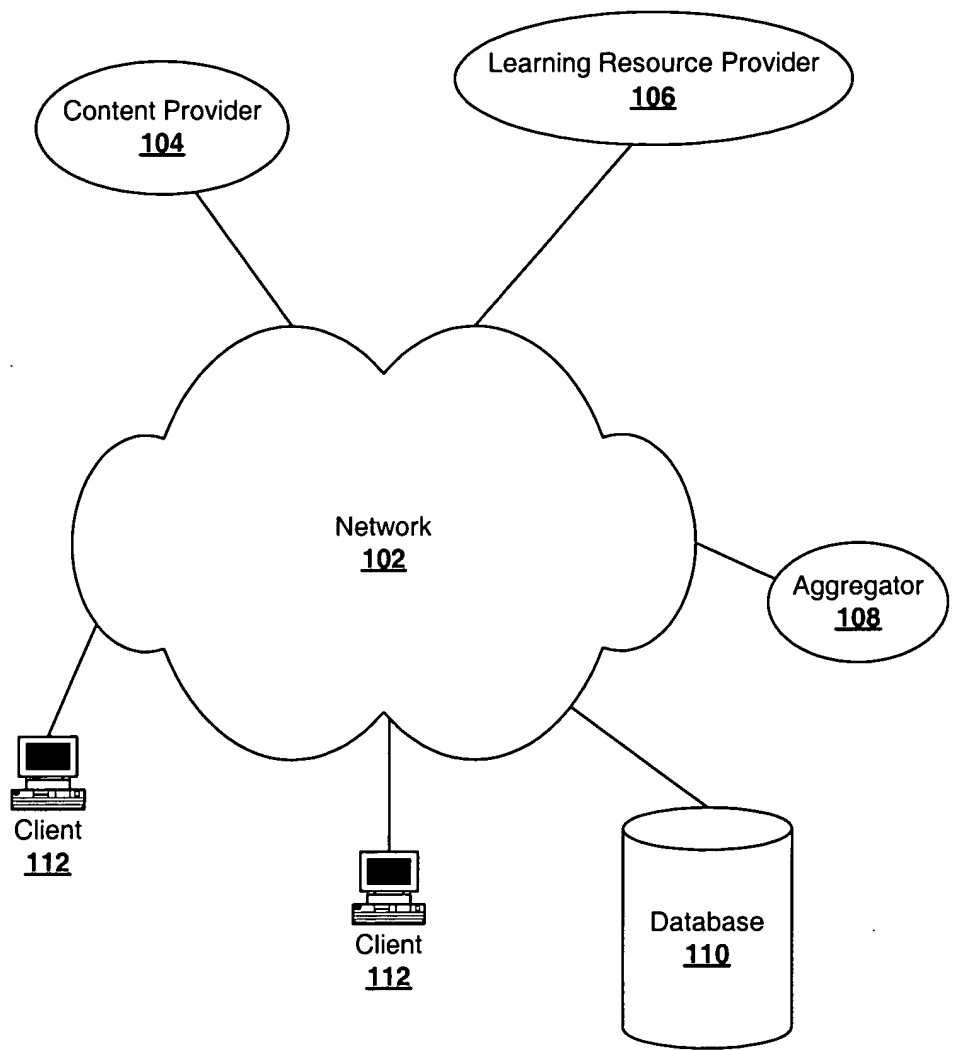 Learning Resource Provider
106
Content Provider
104
Network
102
Aggregator
108
Client
112
Client
112
Database
110